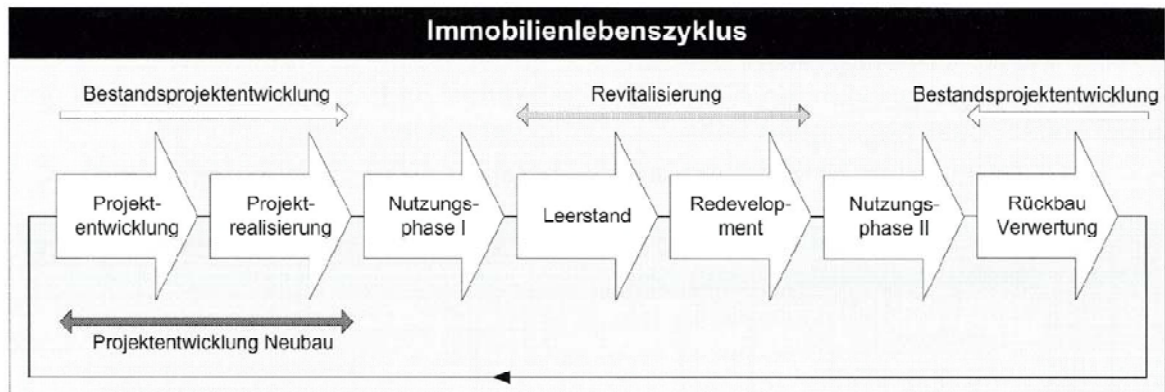 Immobilienlebenszyklus
Bestandsprojektentwicklung
Revitalisierung
Bestandsprojektentwicklung
Projekt-
entwicklung
Projekt-
realisierung
Nutzungs-
phase I
Leerstand
Redevelop-
ment
Nutzungs-
phase II
Rückbau
Verwertung
Projektentwicklung Neubau